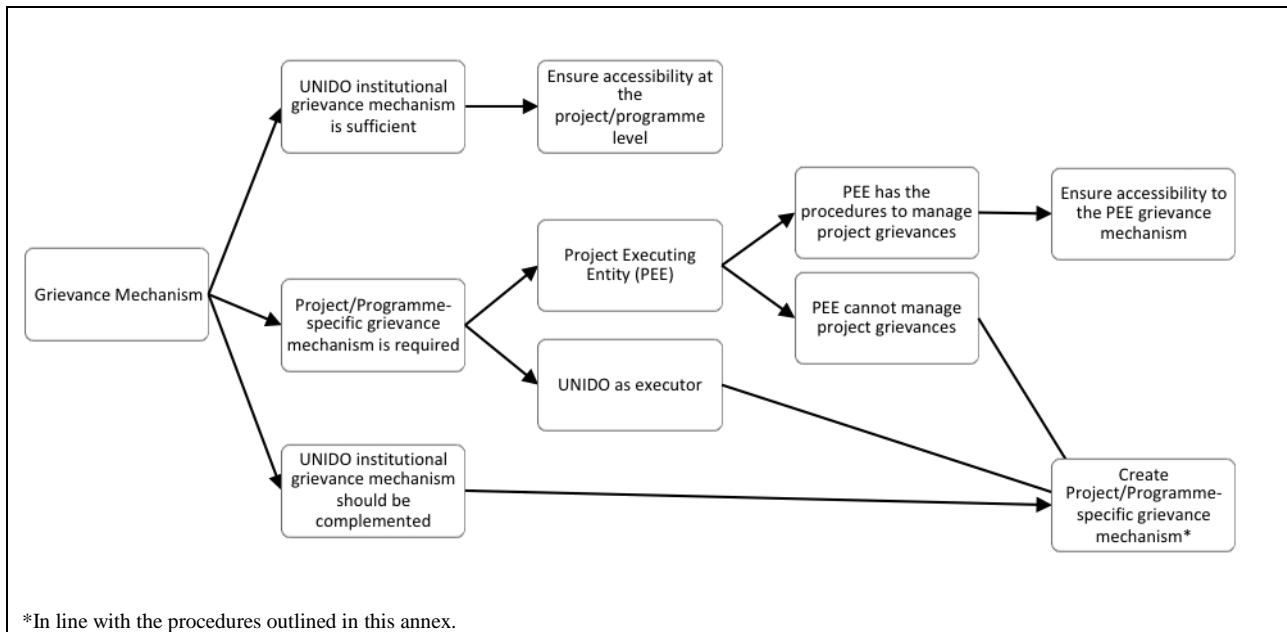 UNIDO institutional
grievance mechanism
is sufficient
Ensure accessibility at
the
project/programme
level
PEE has the
procedures to manage
project grievances
Ensure accessibility to
the PEE grievance
mechanism
Project Executing
Entity (PEE)
Grievance Mechanism
Project/Programme-
specific grievance
mechanism is required
PEE cannot manage
project grievances
UNIDO as executor
UNIDO institutional
grievance mechanism
should be
complemented
Create
Project/Programme-
specific grievance
mechanism*
*In line with the procedures outlined in this annex.